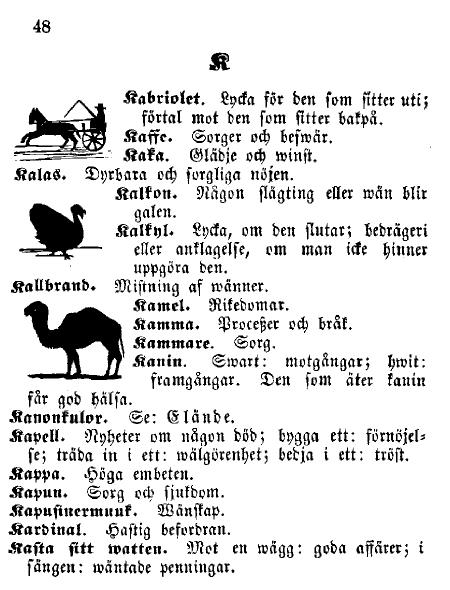 48
K
Kabriolet. Lycka för den som sitter uti;
förtal mot den som sitter bakpå.
Kaffe. Sorger och beswär.
Kaka. Glädje och winst.
Kalas. Dyrbara och sorgliga nöjen.
Kalkon. Någon slägting eller wän blir
galen.
Kalkyl. Lycka, om den slutar; bedrägeri
eller anklagelse, om man icke hinner
uppgöra den.
Kallbrand. Mistning af wänner.
Kamel. Rikedomar.
Kamma. Processer och bråk.
Kammare. Sorg.
Kanin. Swart: motgångar; hwit:
framgångar. Den som äter kanin
får god hälsa.
Kanonkulor. Se: Elände.
Kapell. Nyheter om någon död; bygga ett: förnöjel-
se; träda in i ett: wälgörenhet; bedja i ett: tröst.
Kappa. Höga embeten.
Kapun. Sorg och sjukdom.
Kapusinermunk. Wänskap.
Kardinal. Hastig befordran.
Kasta sitt watten. Mot en wägg: goda affärer; i
sängen: wäntade penningar.